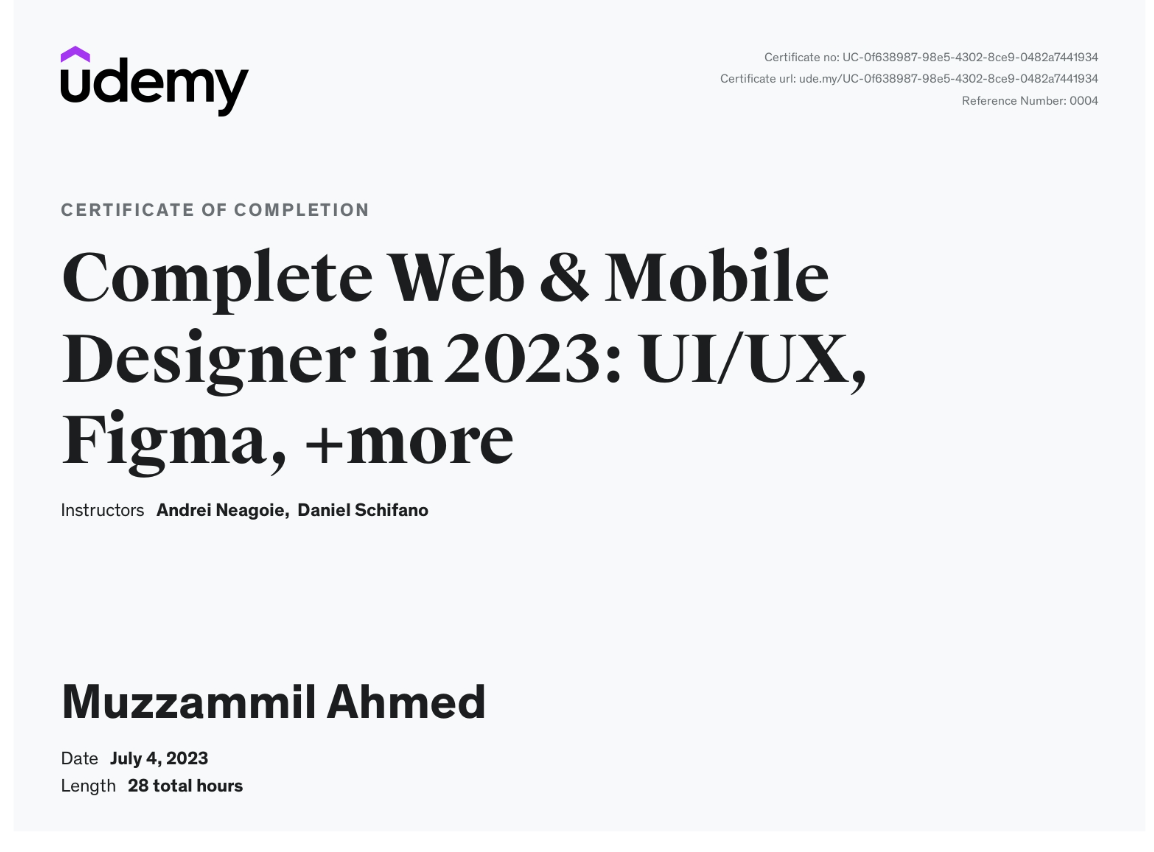 udemy
Certificate no: UC-0f638987-98e5-4302-8ce9-0482a7441934
Certificate url: ude.my/UC-0f638987-98e5-4302-8ce9-0482a7441934
Reference Number: 0004
CERTIFICATE OF COMPLETION
Complete Web & Mobile
Designer in 2023: UI/UX,
Figma, +more
Instructors Andrei Neagoie, Daniel Schifano
Muzzammil Ahmed
Date July 4, 2023
Length 28 total hours